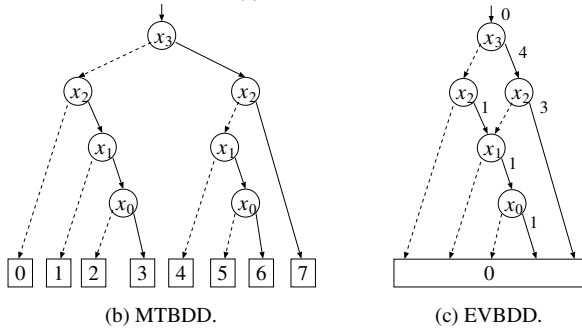 x3
x2 x2
x1 x1
x0 x0
0 1 2 3 4 5 6 7
(b) MTBDD.
0
x3
4
x2 x2
1 3
x1
1
x0
1
0
(c) EVBDD.